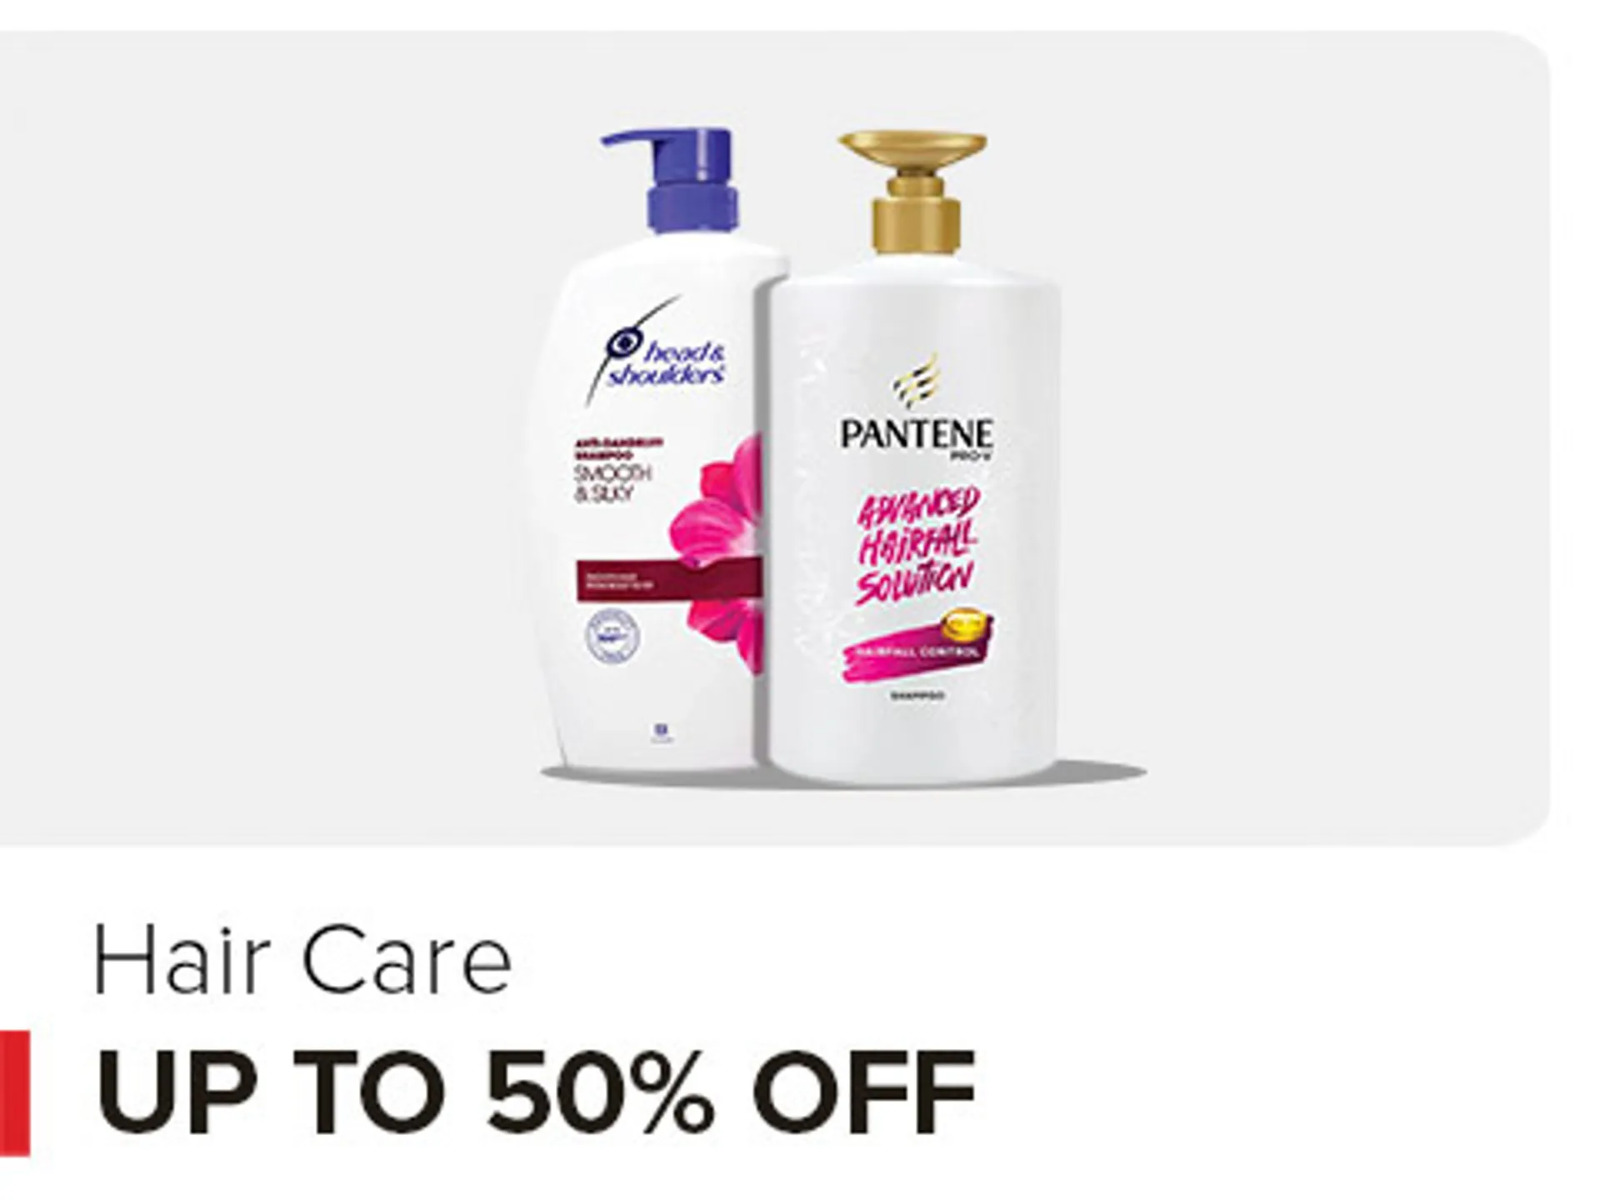 head &
shoulders
ANTI-DANDRUFF
SHAMPOO
SMOOTH
& SILKY
PANTENE
PRO-V
ADVANCED
HAIRFALL
SOLUTION
HAIRFALL CONTROL
SHAMPOO
Hair Care
UP TO 50% OFF